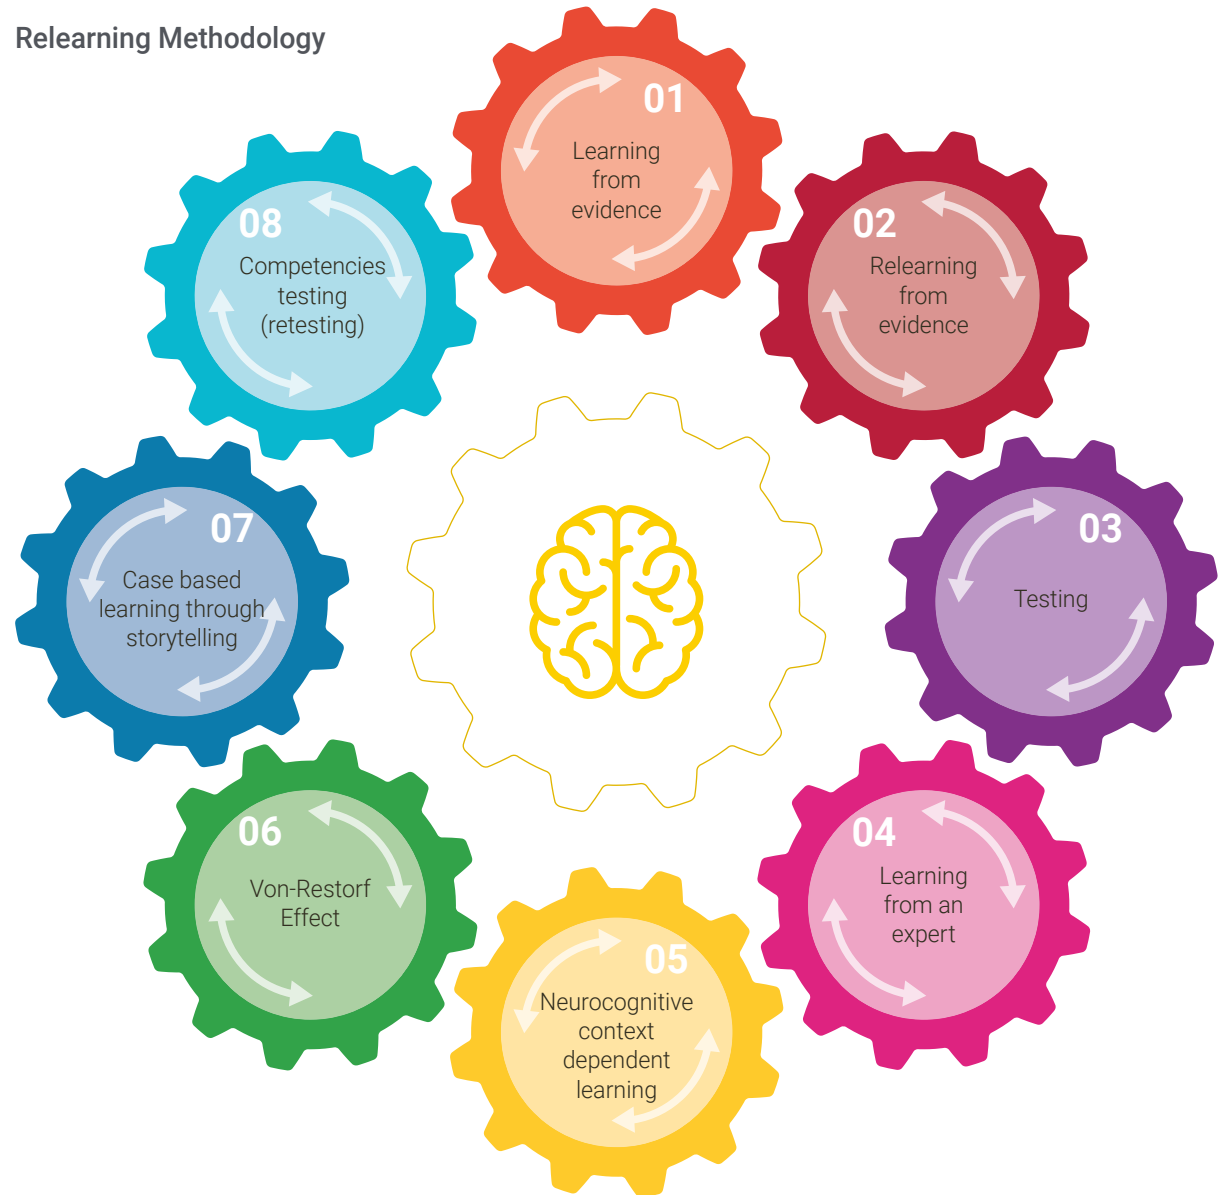 Relearning Methodology
01
Learning
from
evidence
02
Relearning
from
evidence
03
Testing
04
Learning
from an
expert
05
Neurocognitive
context
dependent
learning
06
Von-Restorf
Effect
07
Case based
learning through
storytelling
08
Competencies
testing
(retesting)